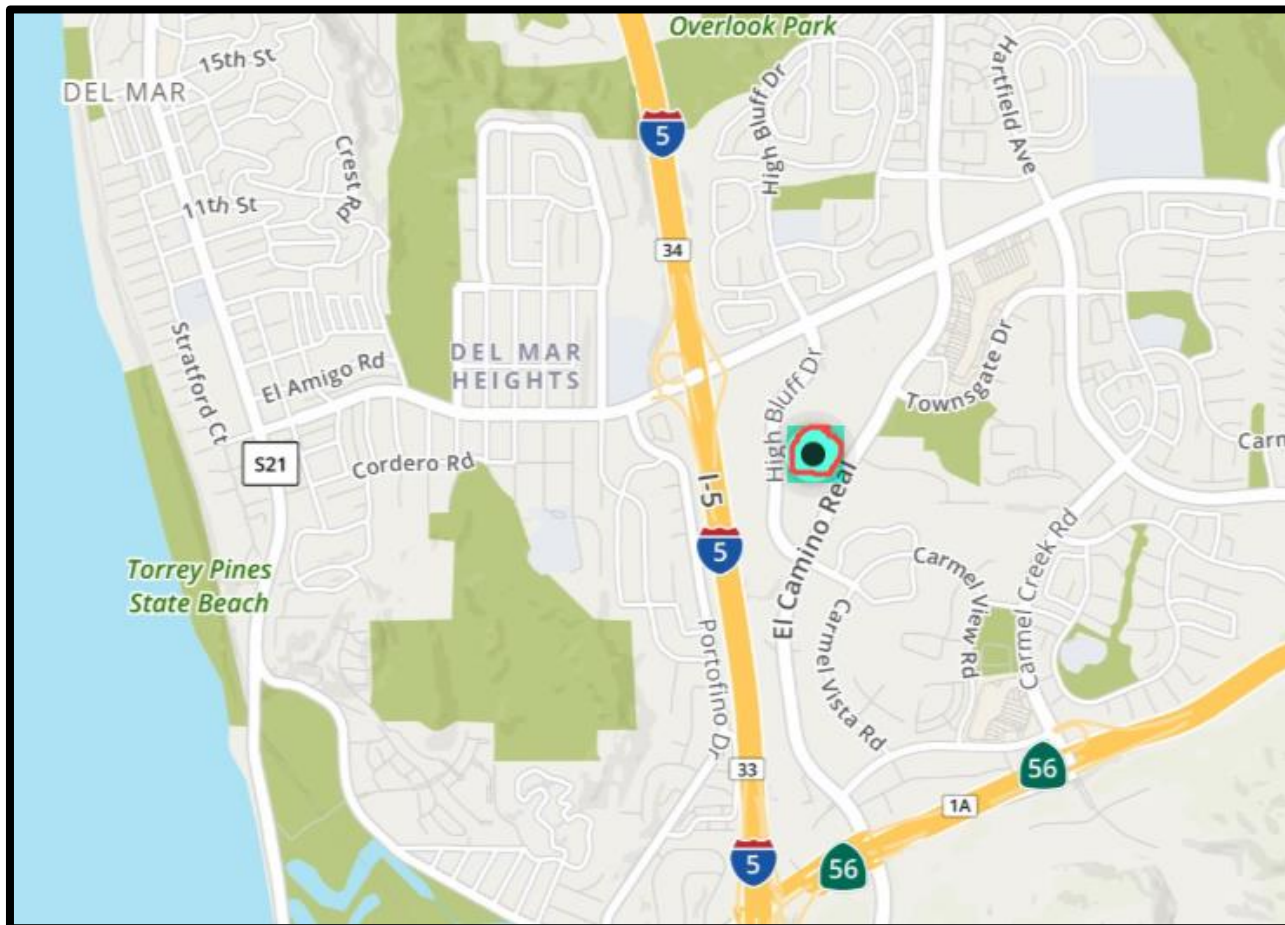 Overlook Park
15th St
DEL MAR
Crest Rd
11th St
High Bluff Dr
Hartfield Ave
5
34
Stratford Ct
El Amigo Rd
DEL MAR
HEIGHTS
High Bluff Dr
Townsgate Dr
S21
Cordero Rd
I-5
El Camino Real
Carm
5
Torrey Pines
State Beach
Portofino Dr
Carmel Vista Rd
Carmel View Rd
Carmel Creek Rd
33
56
1A
5
56